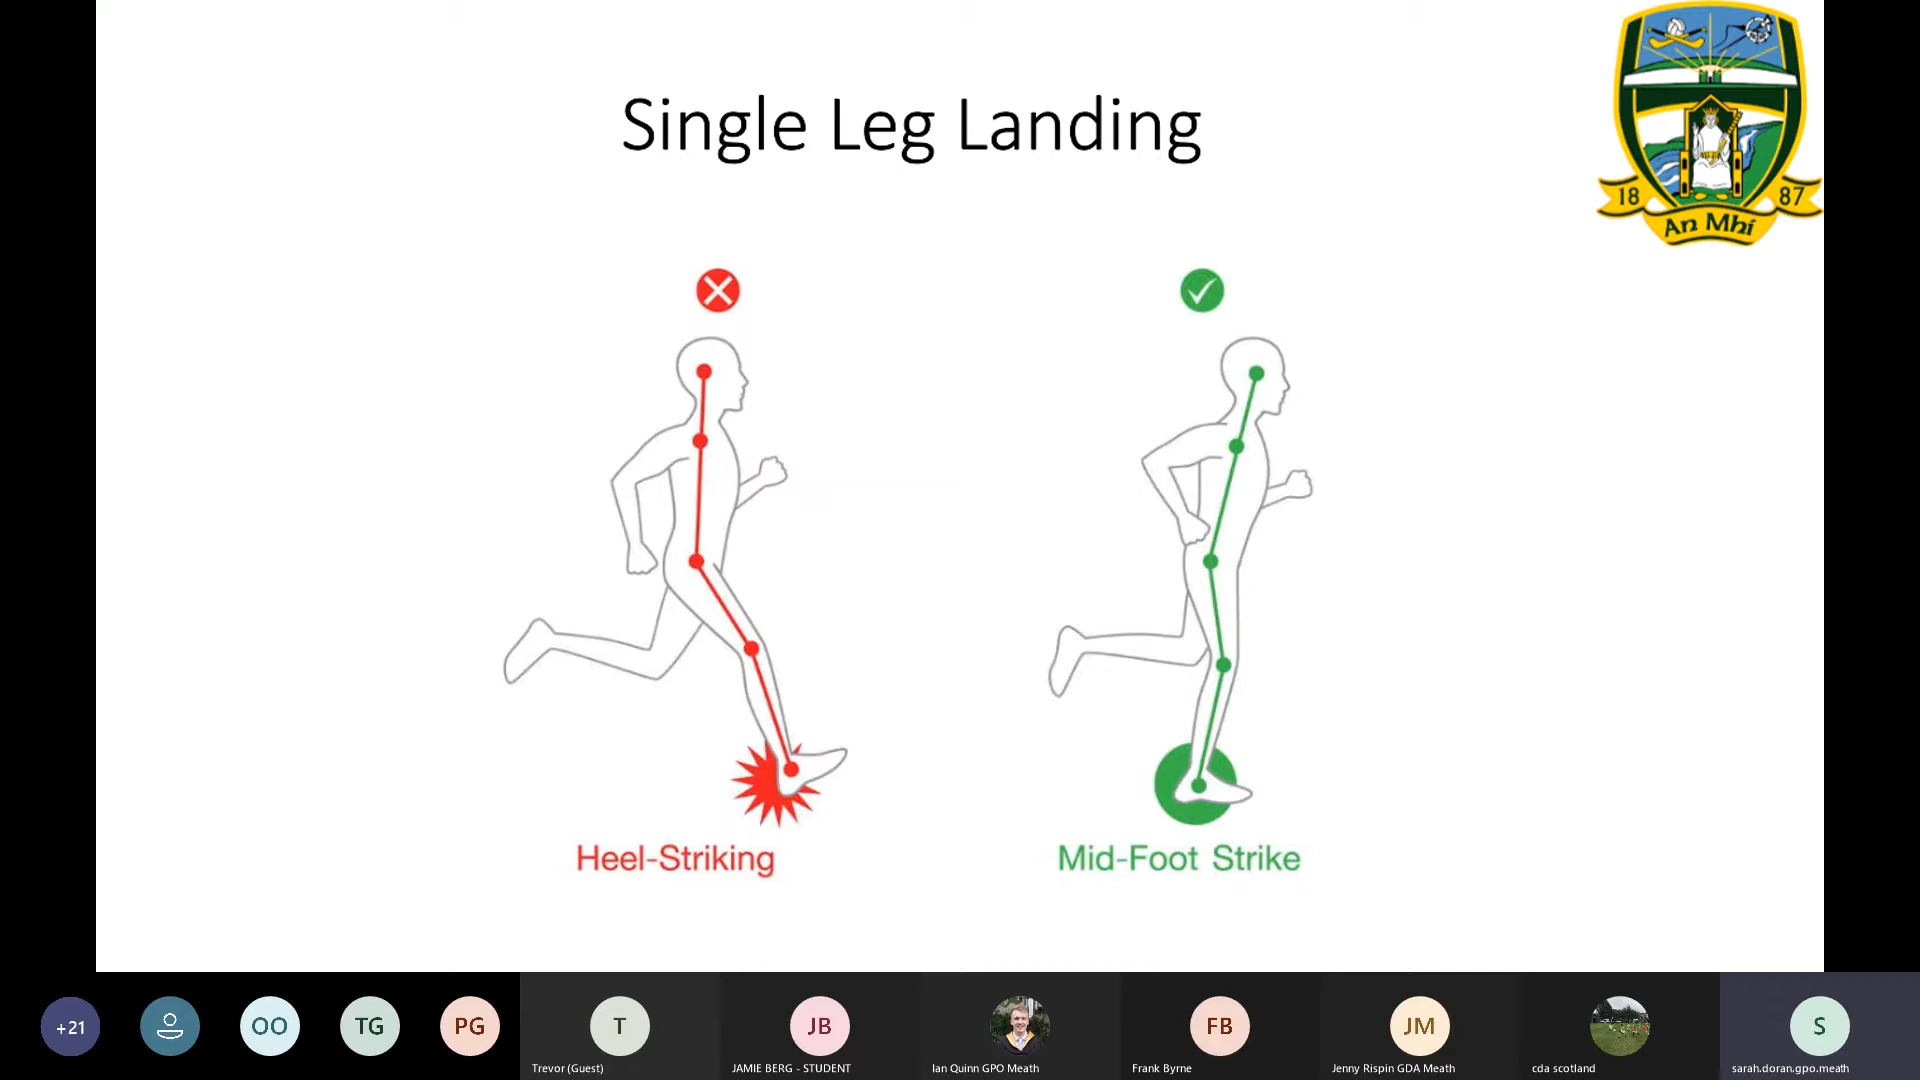 Single Leg Landing
18 87
An Mhí
Heel-Striking
Mid-Foot Strike
+21
OO
TG
PG
T
JB
FB
JM
S
Trevor (Guest)
JAMIE BERG - STUDENT
Ian Quinn GPO Meath
Frank Byrne
Jenny Rispin GDA Meath
cda scotland
sarah.doran.gpo.meath